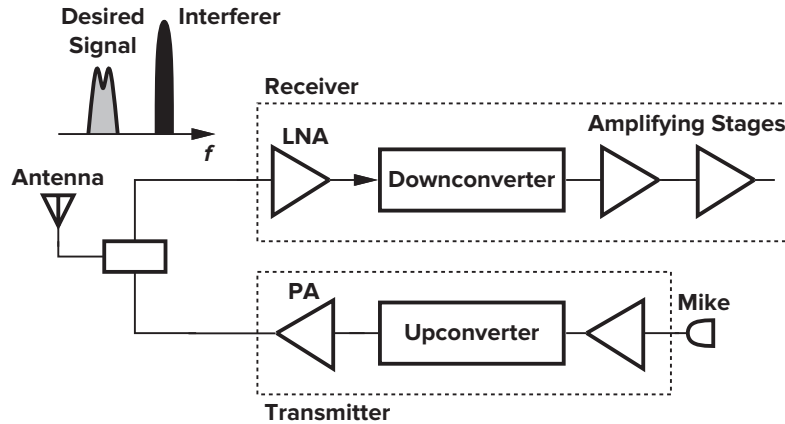 Desired
Signal
Interferer
f
Receiver
LNA
Downconverter
Amplifying Stages
Antenna
PA
Upconverter
Mike
Transmitter